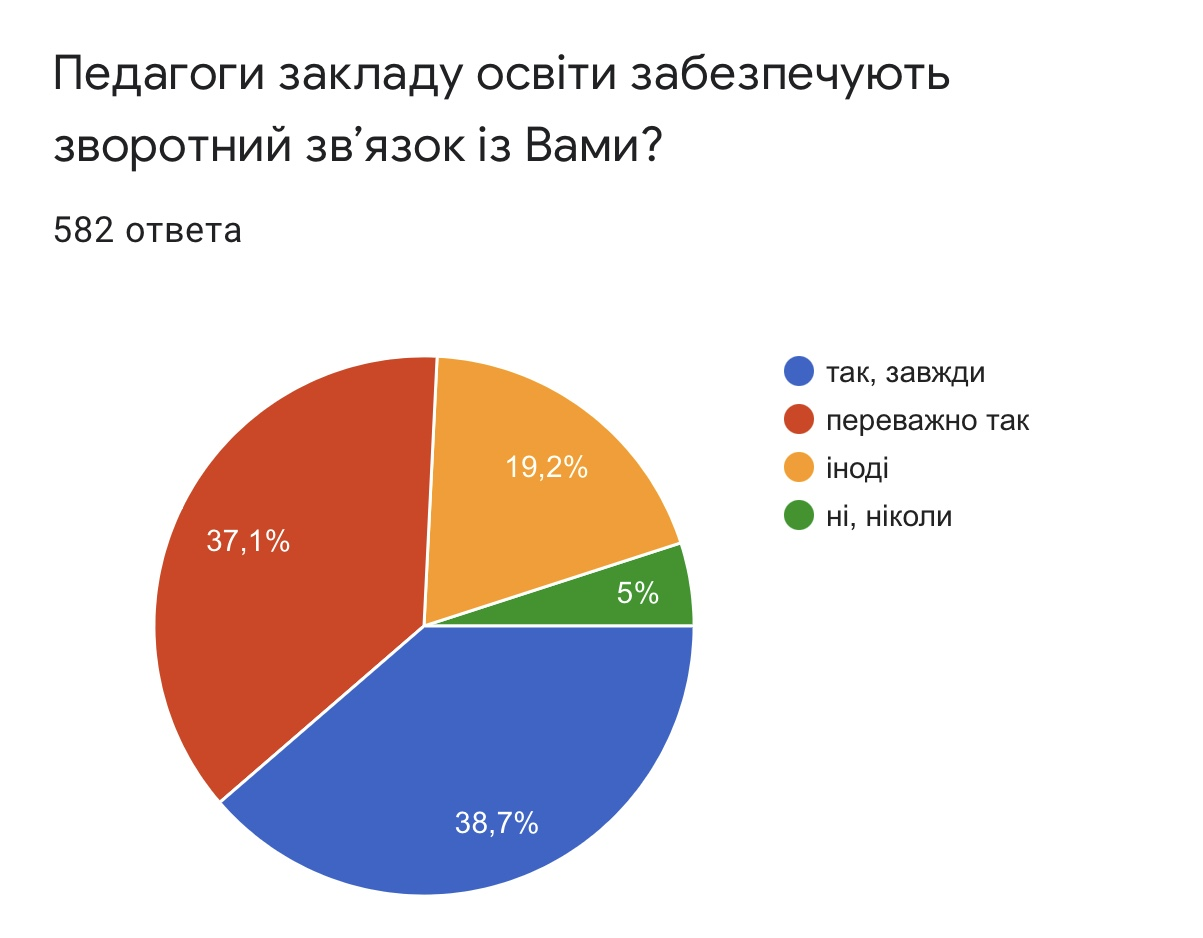 Педагоги закладу освіти забезпечують
зворотний зв’язок із Вами?
582 ответа
так, завжди
переважно так
іноді
ні, ніколи
19,2%
37,1%
5%
38,7%